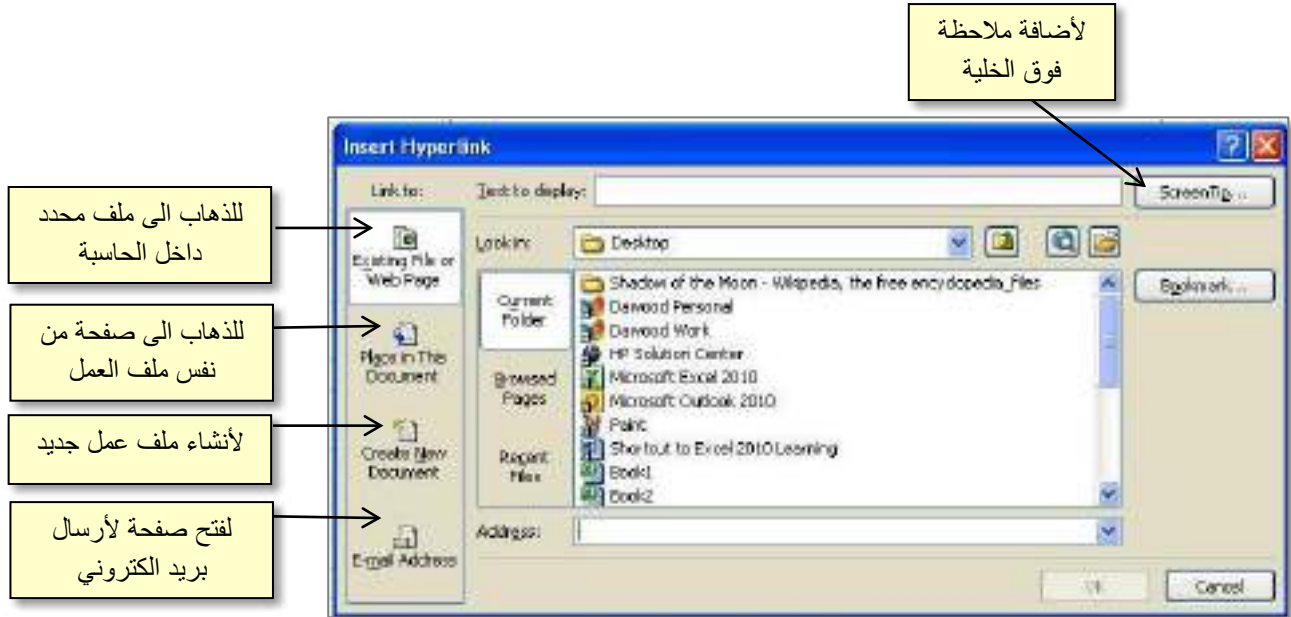 لأضافة ملاحظة
فوق الخلية
Insert Hyperlink
Link to:
Text to display:
ScreenTip...
للذهاب الى ملف محدد
داخل الحاسبة
Existing File or
Web Page
Look in:
Desktop
Current
Folder
Shadow of the Moon - Wikipedia, the free encyclopedia_files
Dawood Personal
Dawood Work
HP Solution Center
Microsoft Excel 2010
Microsoft Outlook 2010
Paint
Shortcut to Excel 2010 Learning
Book1
Book2
Bookmark...
للذهاب الى صفحة من
نفس ملف العمل
Place in This
Document
Browsed
Pages
لأنشاء ملف عمل جديد
Create New
Document
Recent
Files
لفتح صفحة لأرسال
بريد الكتروني
E-mail Address
Address:
OK
Cancel